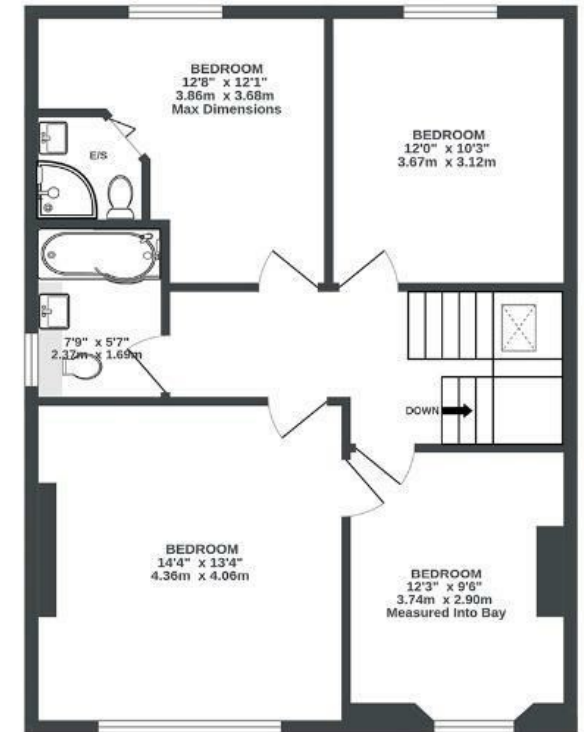 BEDROOM
12'8" x 12'1"
3.86m x 3.68m
Max Dimensions
BEDROOM
12'0" x 10'3"
3.67m x 3.12m
E/S
7'9" x 5'7"
2.37m x 1.69m
DOWN
BEDROOM
14'4" x 13'4"
4.36m x 4.06m
BEDROOM
12'3" x 9'6"
3.74m x 2.90m
Measured Into Bay